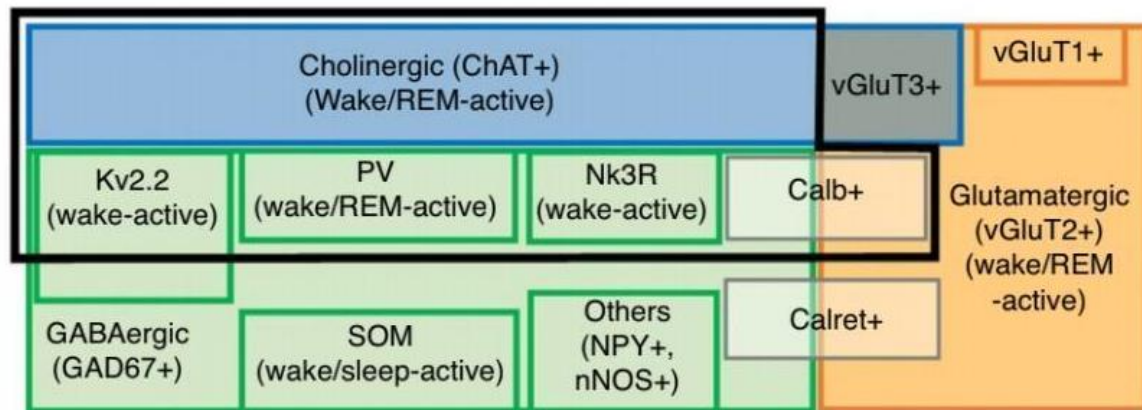 Cholinergic (ChAT+)
(Wake/REM-active)
vGluT3+
vGluT1+
Kv2.2
(wake-active)
PV
(wake/REM-active)
Nk3R
(wake-active)
Calb+
Glutamatergic
(vGluT2+)
(wake/REM
-active)
GABAergic
(GAD67+)
SOM
(wake/sleep-active)
Others
(NPY+,
nNOS+)
Calret+